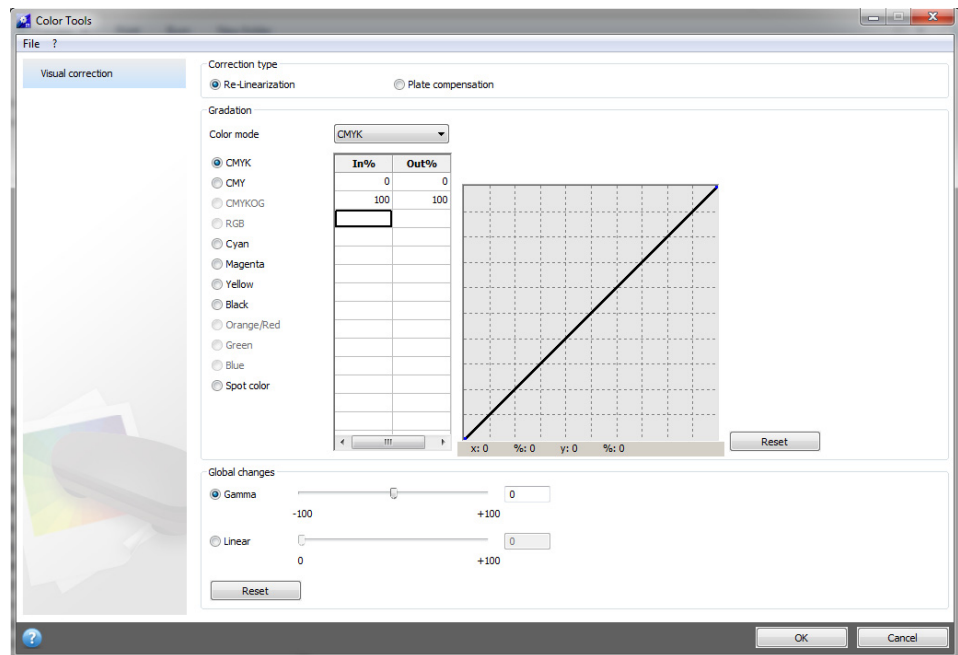 Color Tools
File ?
Visual correction
Correction type
Re-Linearization Plate compensation
Gradation
Color mode CMYK
CMYK
CMY
CMYKOG
RGB
Cyan
Magenta
Yellow
Black
Orange/Red
Green
Blue
Spot color
In% Out%
0 0
100 100
x: 0 %: 0 y: 0 %: 0
Reset
Global changes
Gamma 0
-100 +100
Linear 0
0 +100
Reset
? OK Cancel